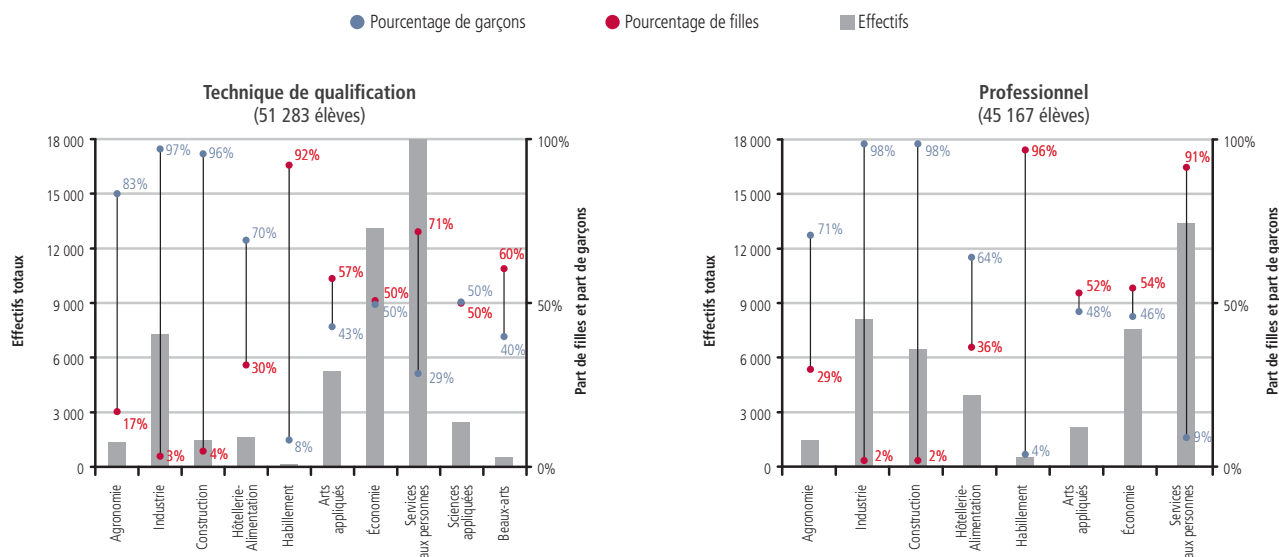 Pourcentage de garçons
Pourcentage de filles
Effectifs
Technique de qualification
(51 283 élèves)
Effectifs totaux
18 000
15 000
12 000
9 000
6 000
3 000
0
100%
50%
0%
Part de filles et part de garçons
83%
17%
97%
3%
96%
4%
70%
30%
92%
8%
57%
43%
50%
50%
71%
29%
50%
50%
60%
40%
Agronomie
Industrie
Construction
Hôtellerie-
Alimentation
Habillement
Arts
appliqués
Économie
Services
aux personnes
Sciences
appliquées
Beaux-arts
Professionnel
(45 167 élèves)
Effectifs totaux
18 000
15 000
12 000
9 000
6 000
3 000
0
100%
50%
0%
Part de filles et part de garçons
71%
29%
98%
2%
98%
2%
64%
36%
96%
4%
52%
48%
54%
46%
91%
9%
Agronomie
Industrie
Construction
Hôtellerie-
Alimentation
Habillement
Arts
appliqués
Économie
Services
aux personnes